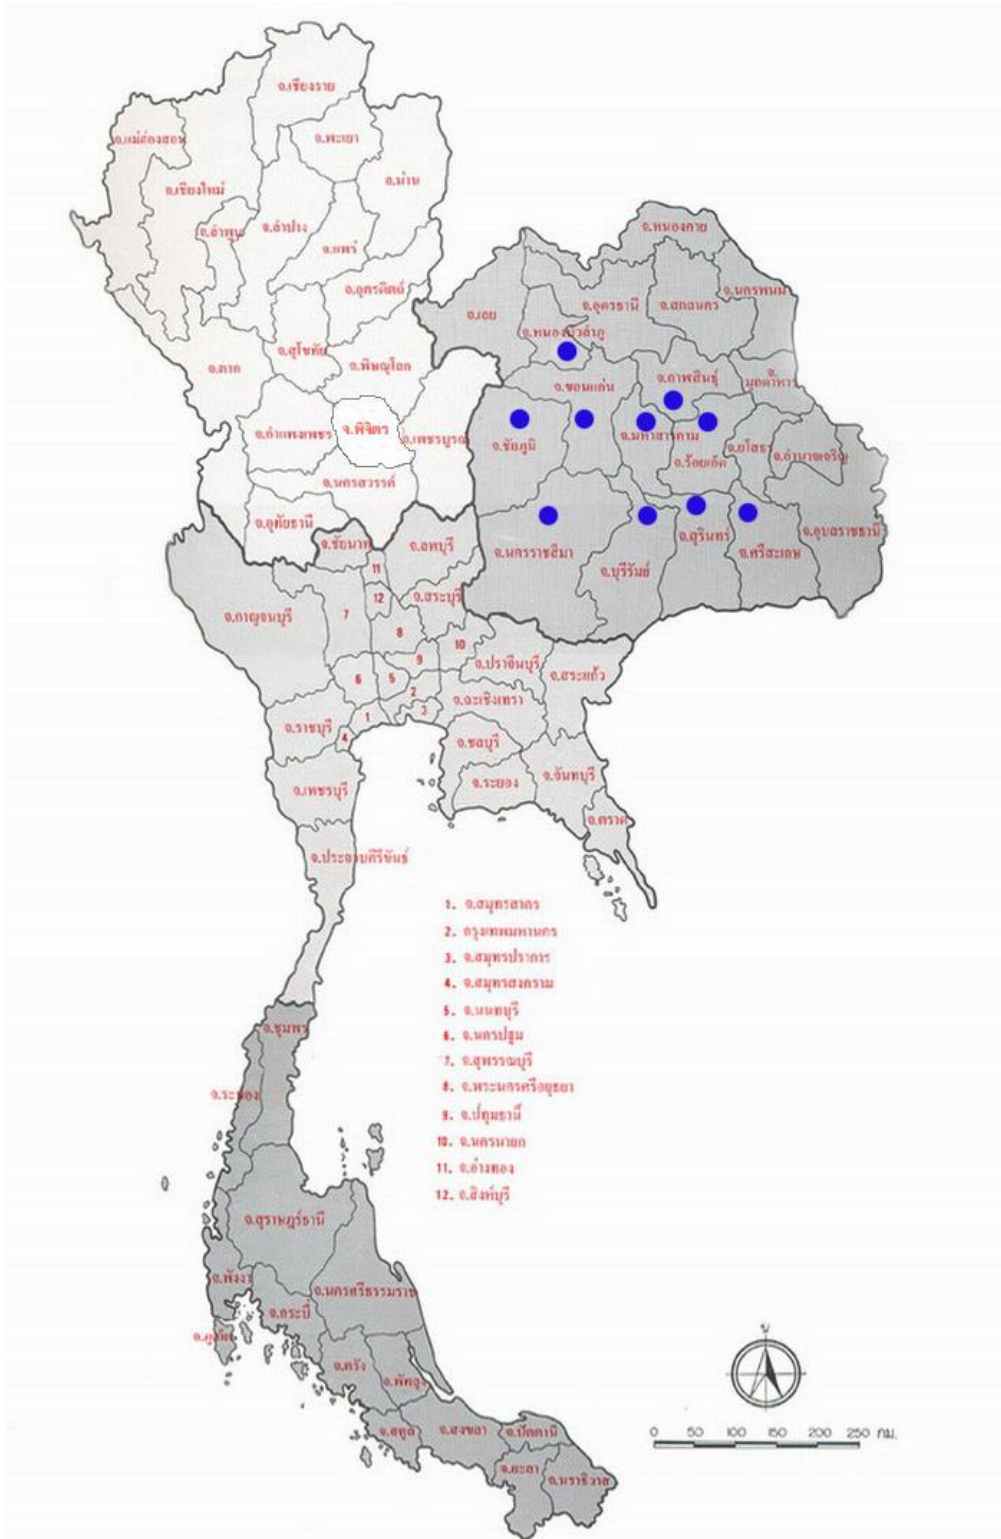 จ.เชียงราย
จ.แม่ฮ่องสอน
จ.พะเยา
จ.น่าน
จ.เชียงใหม่
จ.ลำพูน
จ.ลำปาง
จ.แพร่
จ.หนองคาย
จ.อุตรดิตถ์
จ.อุดรธานี
จ.สกลนคร
จ.นครพนม
จ.เลย
จ.หนองบัวลำภู
จ.ตาก
จ.สุโขทัย
จ.พิษณุโลก
จ.ขอนแก่น
จ.กาฬสินธุ์
จ.มุกดาหาร
จ.กำแพงเพชร
จ.พิจิตร
จ.เพชรบูรณ์
จ.ชัยภูมิ
จ.มหาสารคาม
จ.ร้อยเอ็ด
จ.ยโสธร
จ.อำนาจเจริญ
จ.นครสวรรค์
จ.อุทัยธานี
จ.ชัยนาท
จ.ลพบุรี
จ.นครราชสีมา
จ.บุรีรัมย์
จ.สุรินทร์
จ.ศรีสะเกษ
จ.อุบลราชธานี
11
12
จ.สระบุรี
จ.กาญจนบุรี
7
8
9
10
จ.ปราจีนบุรี
จ.สระแก้ว
6
5
2
3
จ.ฉะเชิงเทรา
จ.ราชบุรี
1
4
จ.ชลบุรี
จ.เพชรบุรี
จ.ระยอง
จ.จันทบุรี
จ.ตราด
จ.ประจวบคีรีขันธ์
1. จ.สมุทรสาคร
2. กรุงเทพมหานคร
3. จ.สมุทรปราการ
4. จ.สมุทรสงคราม
5. จ.นนทบุรี
6. จ.นครปฐม
7. จ.สุพรรณบุรี
8. จ.พระนครศรีอยุธยา
9. จ.ปทุมธานี
10. จ.นครนายก
11. จ.อ่างทอง
12. จ.สิงห์บุรี
จ.ชุมพร
จ.ระนอง
จ.สุราษฎร์ธานี
จ.พังงา
จ.นครศรีธรรมราช
จ.กระบี่
จ.ภูเก็ต
จ.ตรัง
จ.พัทลุง
จ.สตูล
จ.สงขลา
จ.ปัตตานี
จ.ยะลา
จ.นราธิวาส
น
0 50 100 150 200 250 กม.